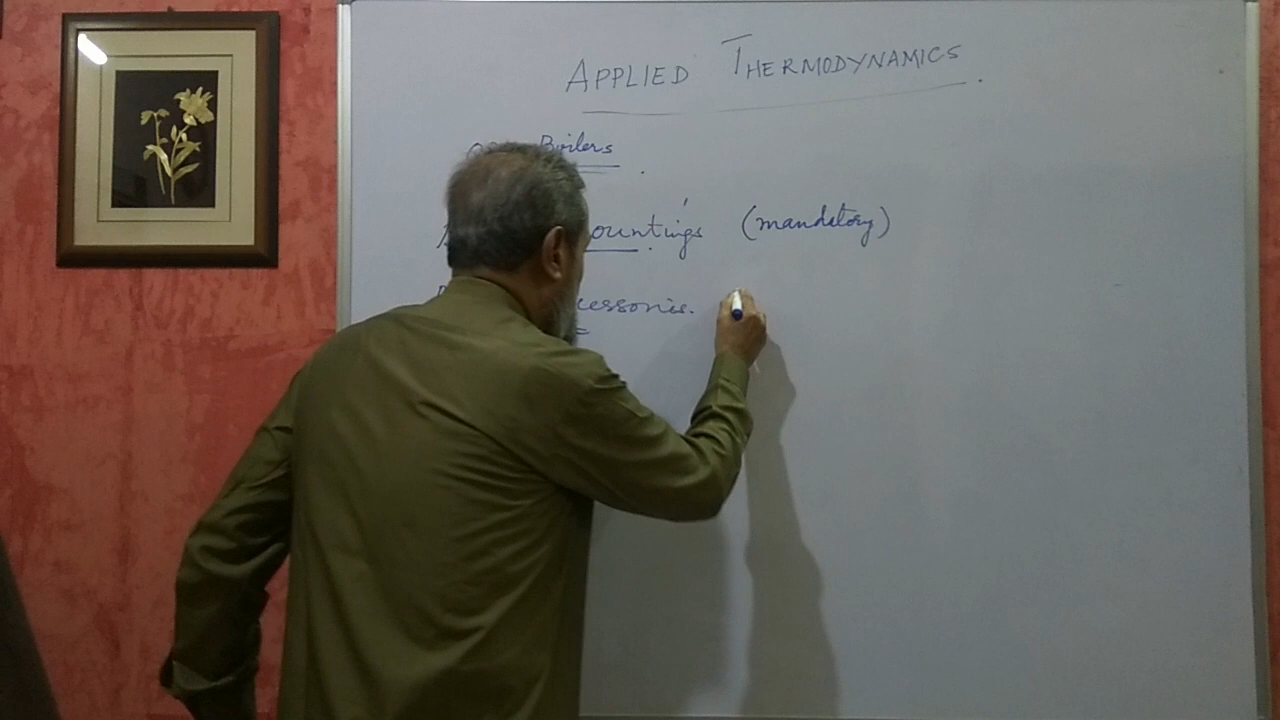 APPLIED THERMODYNAMICS.
Boilers.
ountings (mandatory)
cessories.